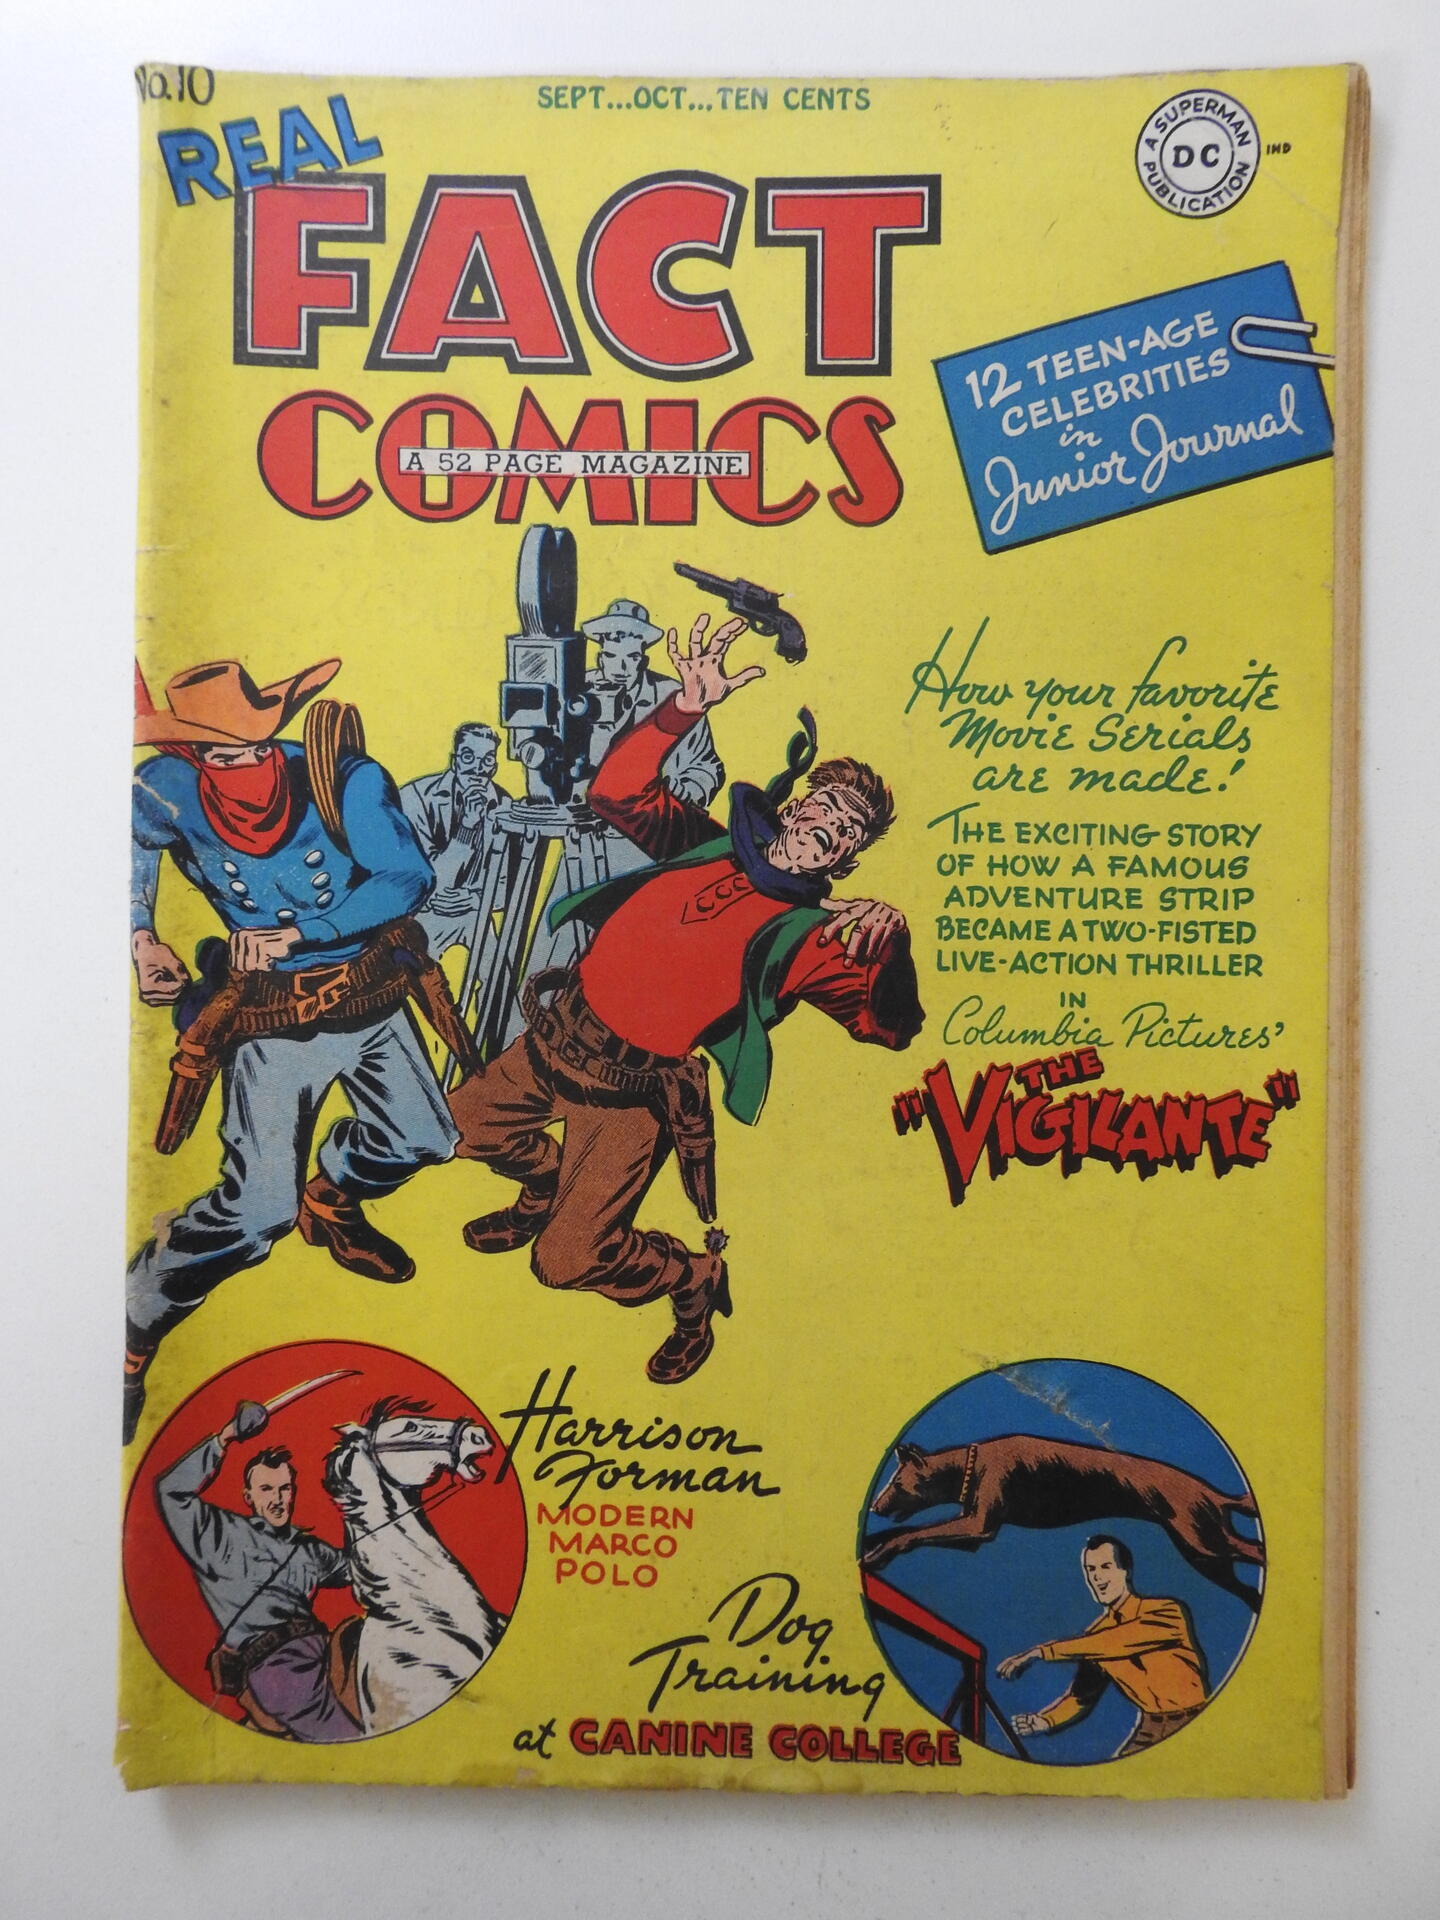 No.10
SEPT...OCT...TEN CENTS
A SUPERMAN PUBLICATION
DC
IND
REAL
FACT
COMICS
A 52 PAGE MAGAZINE
12 TEEN-AGE
CELEBRITIES
in
Junior Journal
How your favorite
Movie Serials
are made!
THE EXCITING STORY
OF HOW A FAMOUS
ADVENTURE STRIP
BECAME A TWO-FISTED
LIVE-ACTION THRILLER
IN
Columbia Pictures'
"THE
VIGILANTE"
Harrison
Forman
MODERN
MARCO
POLO
Dog
Training
at CANINE COLLEGE